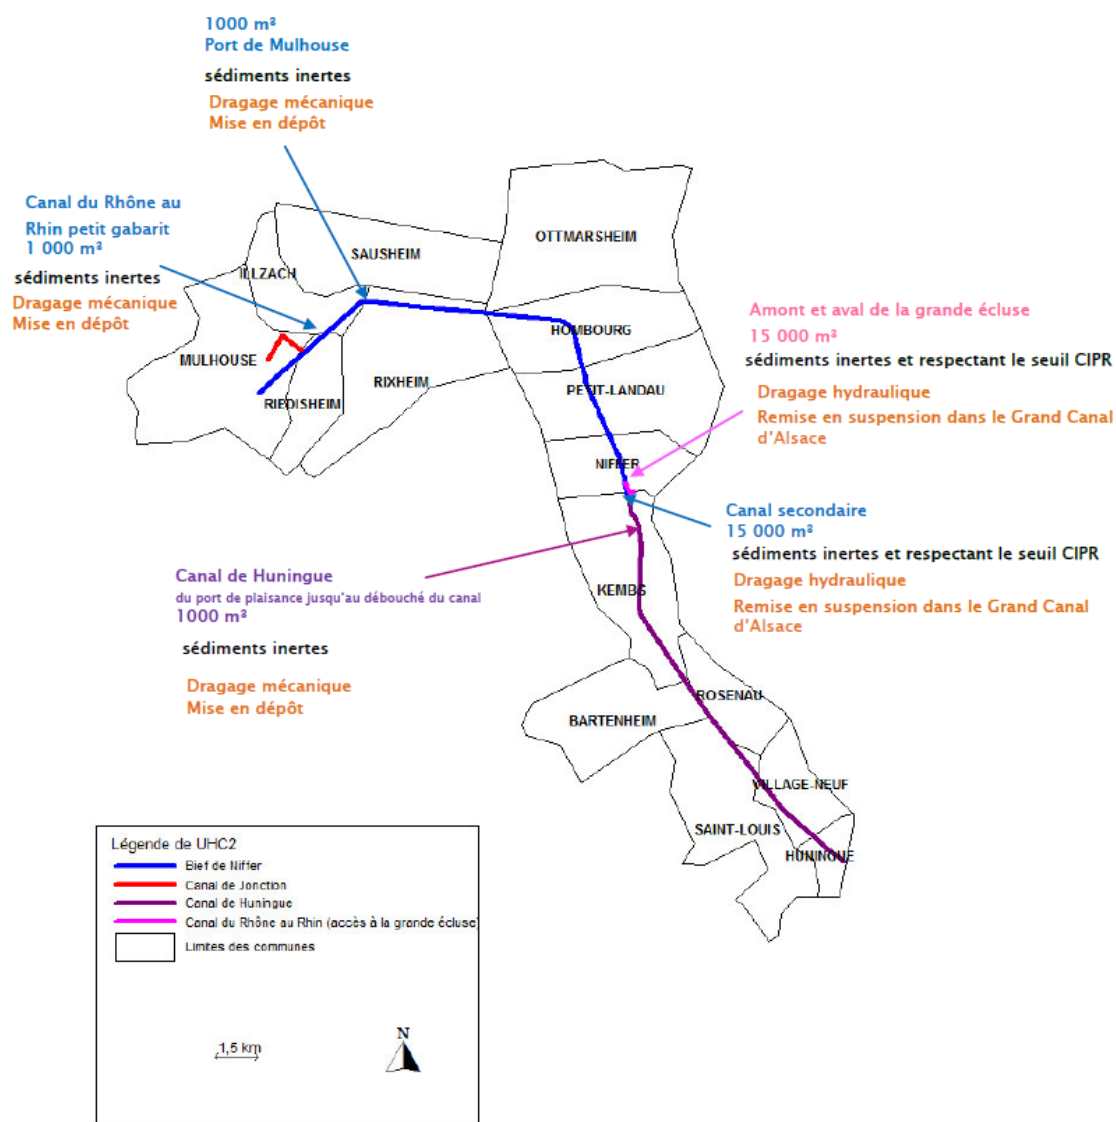 1000 m³
Port de Mulhouse
sédiments inertes
Dragage mécanique
Mise en dépôt
Canal du Rhône au
Rhin petit gabarit
1 000 m³
sédiments inertes
Dragage mécanique
Mise en dépôt
OTTMARSHEIM
SAUSHEIM
ILLZACH
HOMBOURG
MULHOUSE
RIXHEIM
RIEDISHEIM
PETIT-LANDAU
NIFFER
Amont et aval de la grande écluse
15 000 m³
sédiments inertes et respectant le seuil CIPR
Dragage hydraulique
Remise en suspension dans le Grand Canal
d'Alsace
Canal secondaire
15 000 m³
sédiments inertes et respectant le seuil CIPR
Dragage hydraulique
Remise en suspension dans le Grand Canal
d'Alsace
Canal de Huningue
du port de plaisance jusqu'au débouché du canal
1000 m³
sédiments inertes
Dragage mécanique
Mise en dépôt
KEMBS
ROSENAU
BARTENHEIM
VILLAGE-NEUF
SAINT-LOUIS
HUNINGUE
Légende de UHC2
Bief de Niffer
Canal de Jonction
Canal de Huningue
Canal du Rhône au Rhin (accès à la grande écluse)
Limites des communes
1,5 km
N